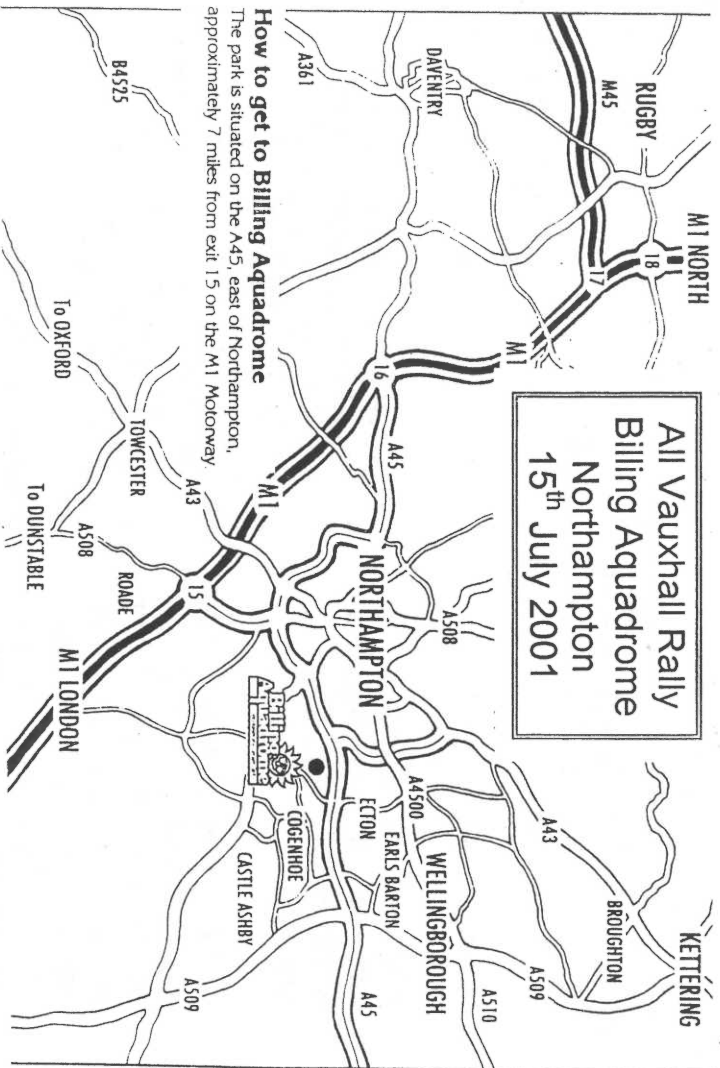 All Vauxhall Rally
Billing Aquadrome
Northampton
15th July 2001
M1 NORTH
18
RUGBY
M45
17
DAVENTRY
M1
A361
16
A45
B4525
How to get to Billing Aquadrome
The park is situated on the A45, east of Northampton,
approximately 7 miles from exit 15 on the M1 Motorway.
KETTERING
BROUGHTON
A43
A509
A510
WELLINGBOROUGH
A4500
EARLS BARTON
ECTON
A508
NORTHAMPTON
M1
A43
TOWCESTER
To OXFORD
15
A508
ROADE
To DUNSTABLE
M1 LONDON
Billing
Aquadrome
COGENHOE
CASTLE ASHBY
A45
A509